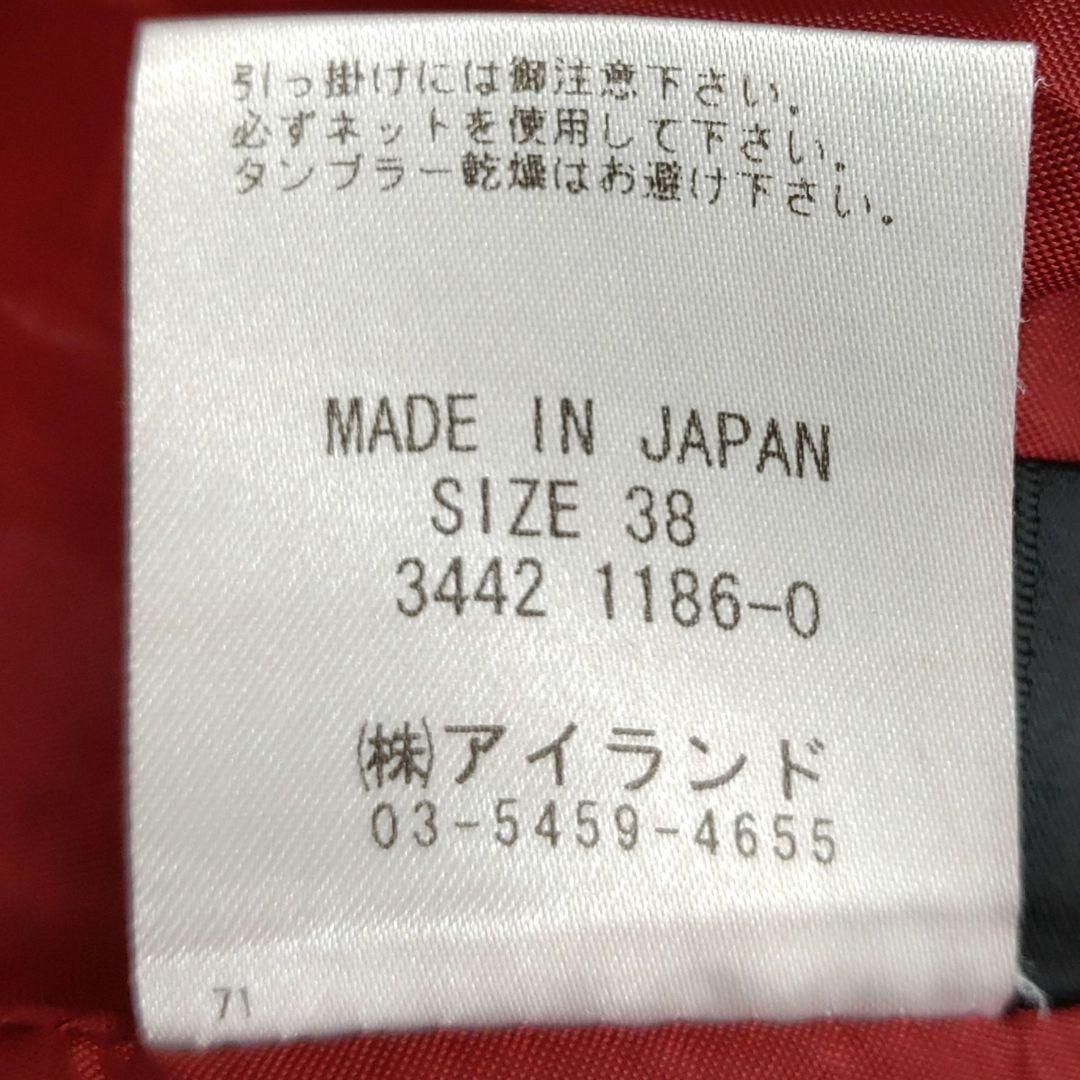 引っ掛けには御注意下さい。
必ずネットを使用して下さい。
タンブラー乾燥はお避け下さい。
MADE IN JAPAN
SIZE 38
3442 1186-0
㈱アイランド
03-5459-4655
71